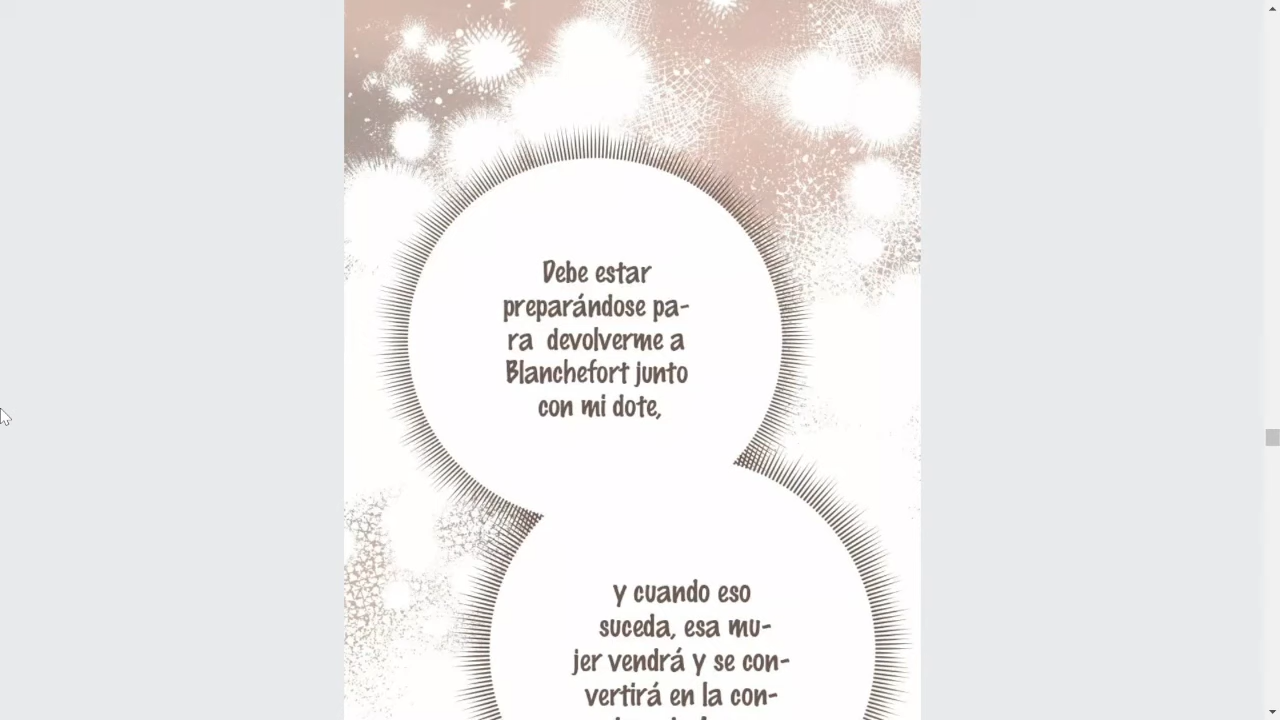 Debe estar
preparándose pa-
ra devolverme a
Blanchefort junto
con mi dote,
y cuando eso
suceda, esa mu-
jer vendrá y se con-
vertirá en la con-